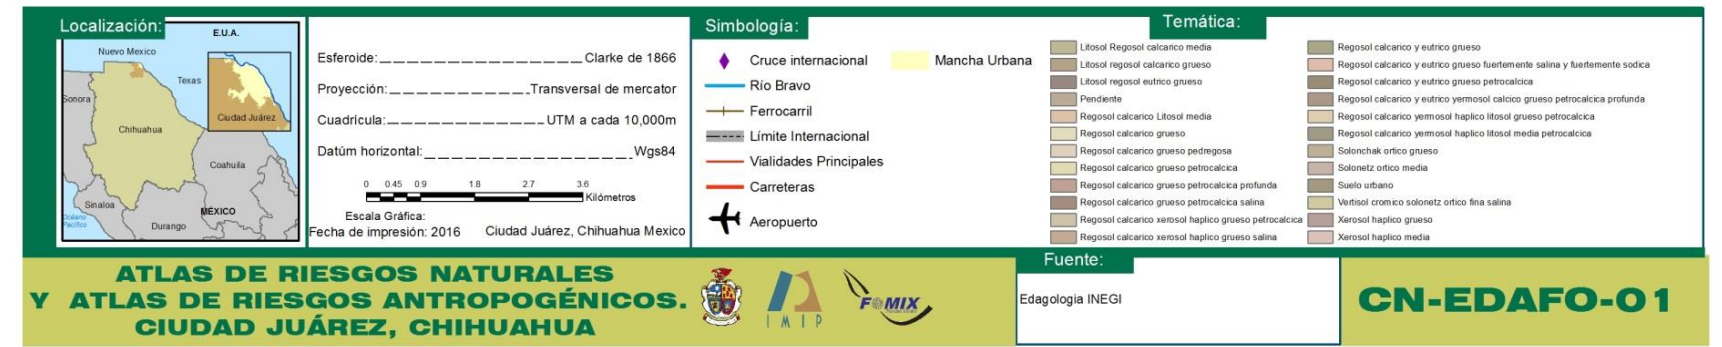 Localización:
E.U.A.
Nuevo Mexico
Texas
Sonora
Ciudad Juárez
Chihuahua
Coahuila
Sinaloa
MÉXICO
Océano
Pacífico
Durango
Esferoide: Clarke de 1866
Proyección: Transversal de mercator
Cuadrícula: UTM a cada 10,000m
Datúm horizontal: Wgs84
0 0.45 0.9 1.8 2.7 3.6
Kilómetros
Escala Gráfica:
Fecha de impresión: 2016 Ciudad Juárez, Chihuahua Mexico
Simbología:
Cruce internacional
Río Bravo
Ferrocarril
Límite Internacional
Vialidades Principales
Carreteras
Aeropuerto
Mancha Urbana
Temática:
Litosol Regosol calcarico media
Litosol regosol calcarico grueso
Litosol regosol eutrico grueso
Pendiente
Regosol calcarico Litosol media
Regosol calcarico grueso
Regosol calcarico grueso pedregosa
Regosol calcarico grueso petrocalcica
Regosol calcarico grueso petrocalcica profunda
Regosol calcarico grueso petrocalcica salina
Regosol calcarico xerosol haplico grueso petrocalcica
Regosol calcarico xerosol haplico grueso salina
Regosol calcarico y eutrico grueso
Regosol calcarico y eutrico grueso fuertemente salina y fuertemente sodica
Regosol calcarico y eutrico grueso petrocalcica
Regosol calcarico y eutrico yermosol calcico grueso petrocalcica profunda
Regosol calcarico yermosol haplico litosol grueso petrocalcica
Regosol calcarico yermosol haplico litosol media petrocalcica
Solonchak ortico grueso
Solonetz ortico media
Suelo urbano
Vertisol cromico solonetz ortico fina salina
Xerosol haplico grueso
Xerosol haplico media
ATLAS DE RIESGOS NATURALES
Y ATLAS DE RIESGOS ANTROPOGÉNICOS.
CIUDAD JUÁREZ, CHIHUAHUA
IMIP
FOMIX
Fuente:
Edagologia INEGI
CN-EDAFO-01